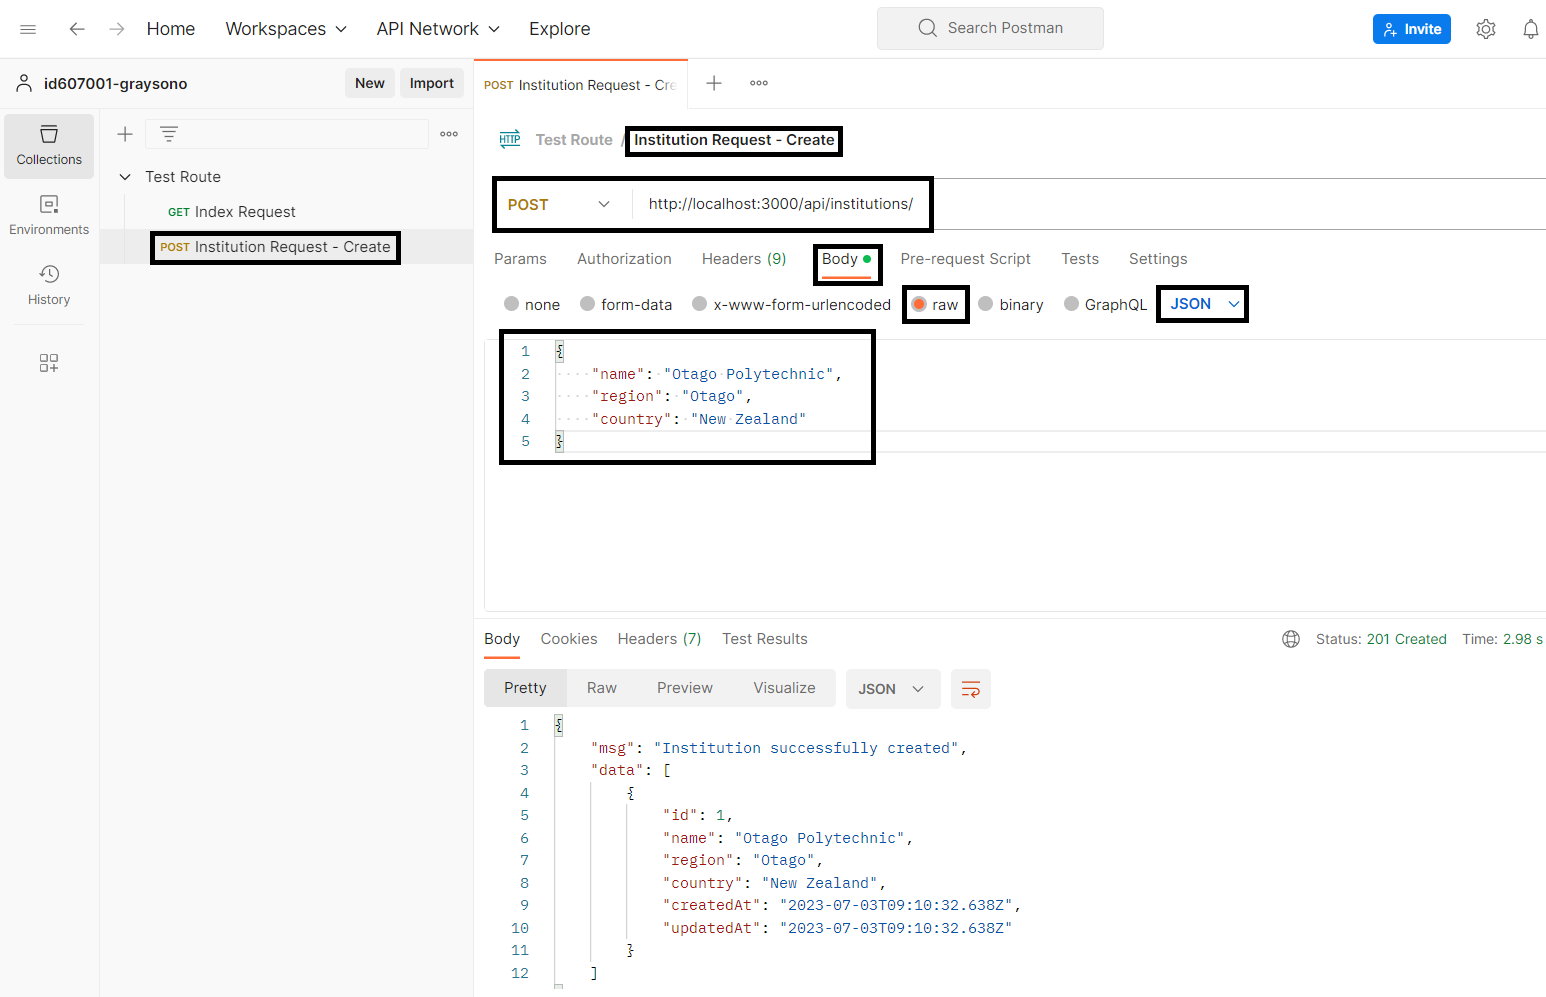 Home Workspaces API Network Explore Search Postman Invite
id607001-graysono New Import
POST Institution Request - Cre
Collections
Environments
History
Test Route
GET Index Request
POST Institution Request - Create
HTTP Test Route / Institution Request - Create
POST http://localhost:3000/api/institutions/
Params Authorization Headers (9) Body Pre-request Script Tests Settings
none form-data x-www-form-urlencoded raw binary GraphQL JSON
1 {
2 ····"name":·"Otago·Polytechnic",
3 ····"region":·"Otago",
4 ····"country":·"New·Zealand"
5 }
Body Cookies Headers (7) Test Results Status: 201 Created Time: 2.98 s
Pretty Raw Preview Visualize JSON
1 {
2 "msg": "Institution successfully created",
3 "data": [
4 {
5 "id": 1,
6 "name": "Otago Polytechnic",
7 "region": "Otago",
8 "country": "New Zealand",
9 "createdAt": "2023-07-03T09:10:32.638Z",
10 "updatedAt": "2023-07-03T09:10:32.638Z"
11 }
12 ]